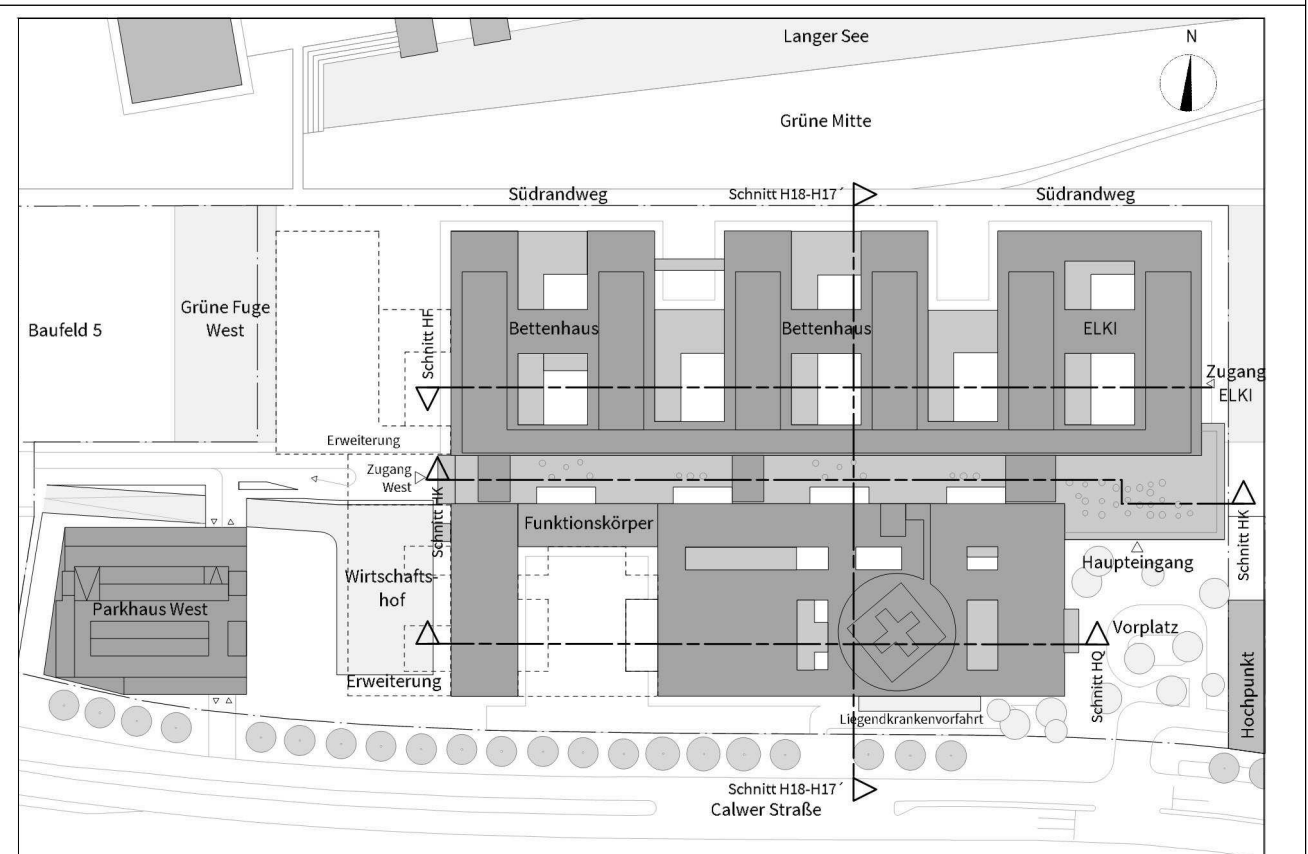 Langer See
N
Grüne Mitte
Südrandweg
Schnitt H18-H17´
Südrandweg
Grüne Fuge
West
Baufeld 5
Schnitt HF
Bettenhaus
Bettenhaus
ELKI
Zugang
ELKI
Erweiterung
Zugang
West
Schnitt HK
Funktionskörper
Schnitt HK
Haupteingang
Wirtschafts-
hof
Parkhaus West
Vorplatz
Erweiterung
Schnitt HQ
Hochpunkt
Liegendkrankenvorfahrt
Schnitt H18-H17´
Calwer Straße